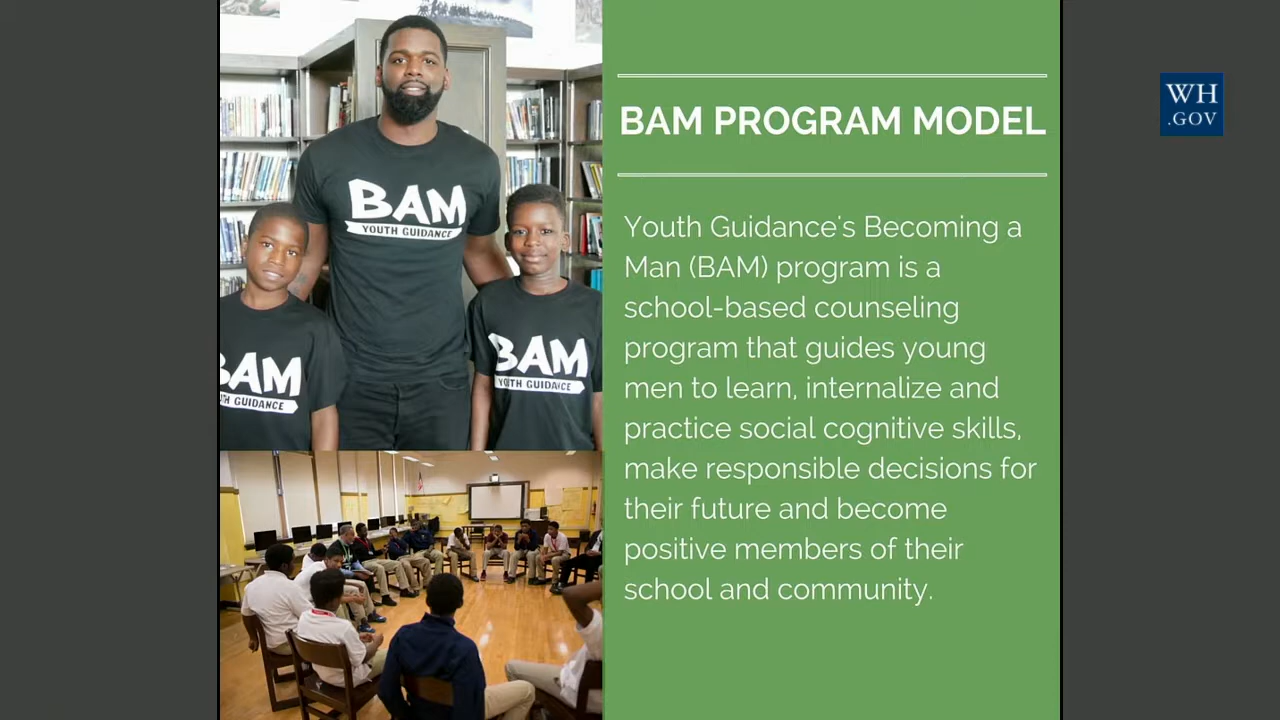 WH
.GOV
BAM PROGRAM MODEL
Youth Guidance's Becoming a
Man (BAM) program is a
school-based counseling
program that guides young
men to learn, internalize and
practice social cognitive skills,
make responsible decisions for
their future and become
positive members of their
school and community.
BAM
YOUTH GUIDANCE
BAM
TH GUIDANCE
BAM
YOUTH GUIDANCE